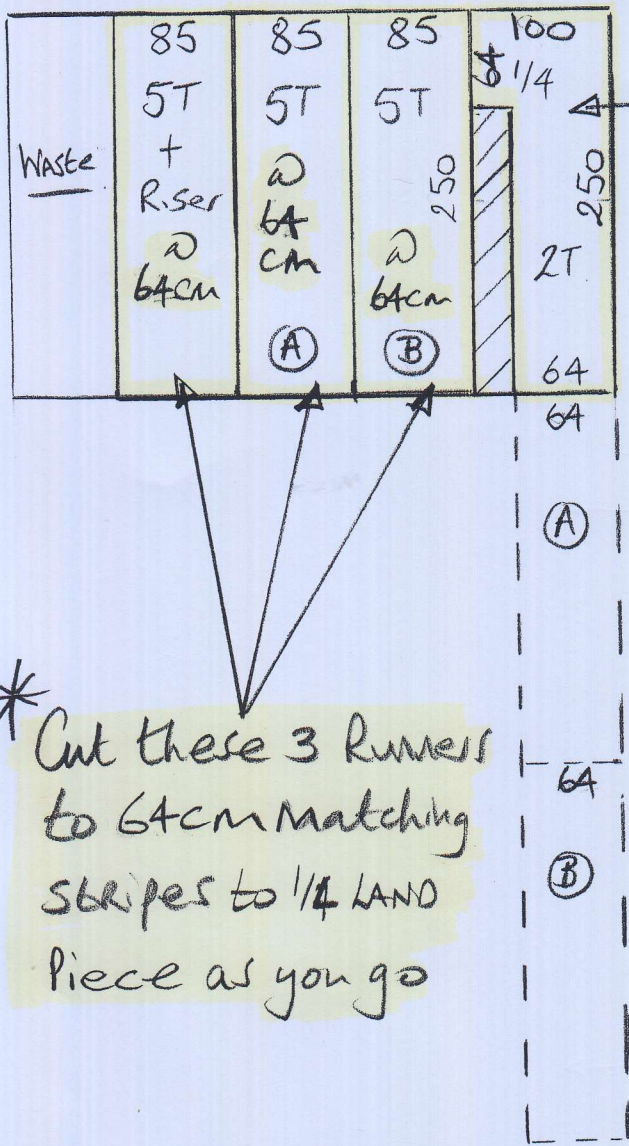 Waste
85
5T
+
Riser
@
64cm
85
5T
@
64
cm
A
85
5T
250
@
64cm
B
100
64
1/4
250
2T
64
64
A
64
B
* Cut these 3 Runners
to 64cm Matching
stripes to 1/4 LAND
Piece as you go